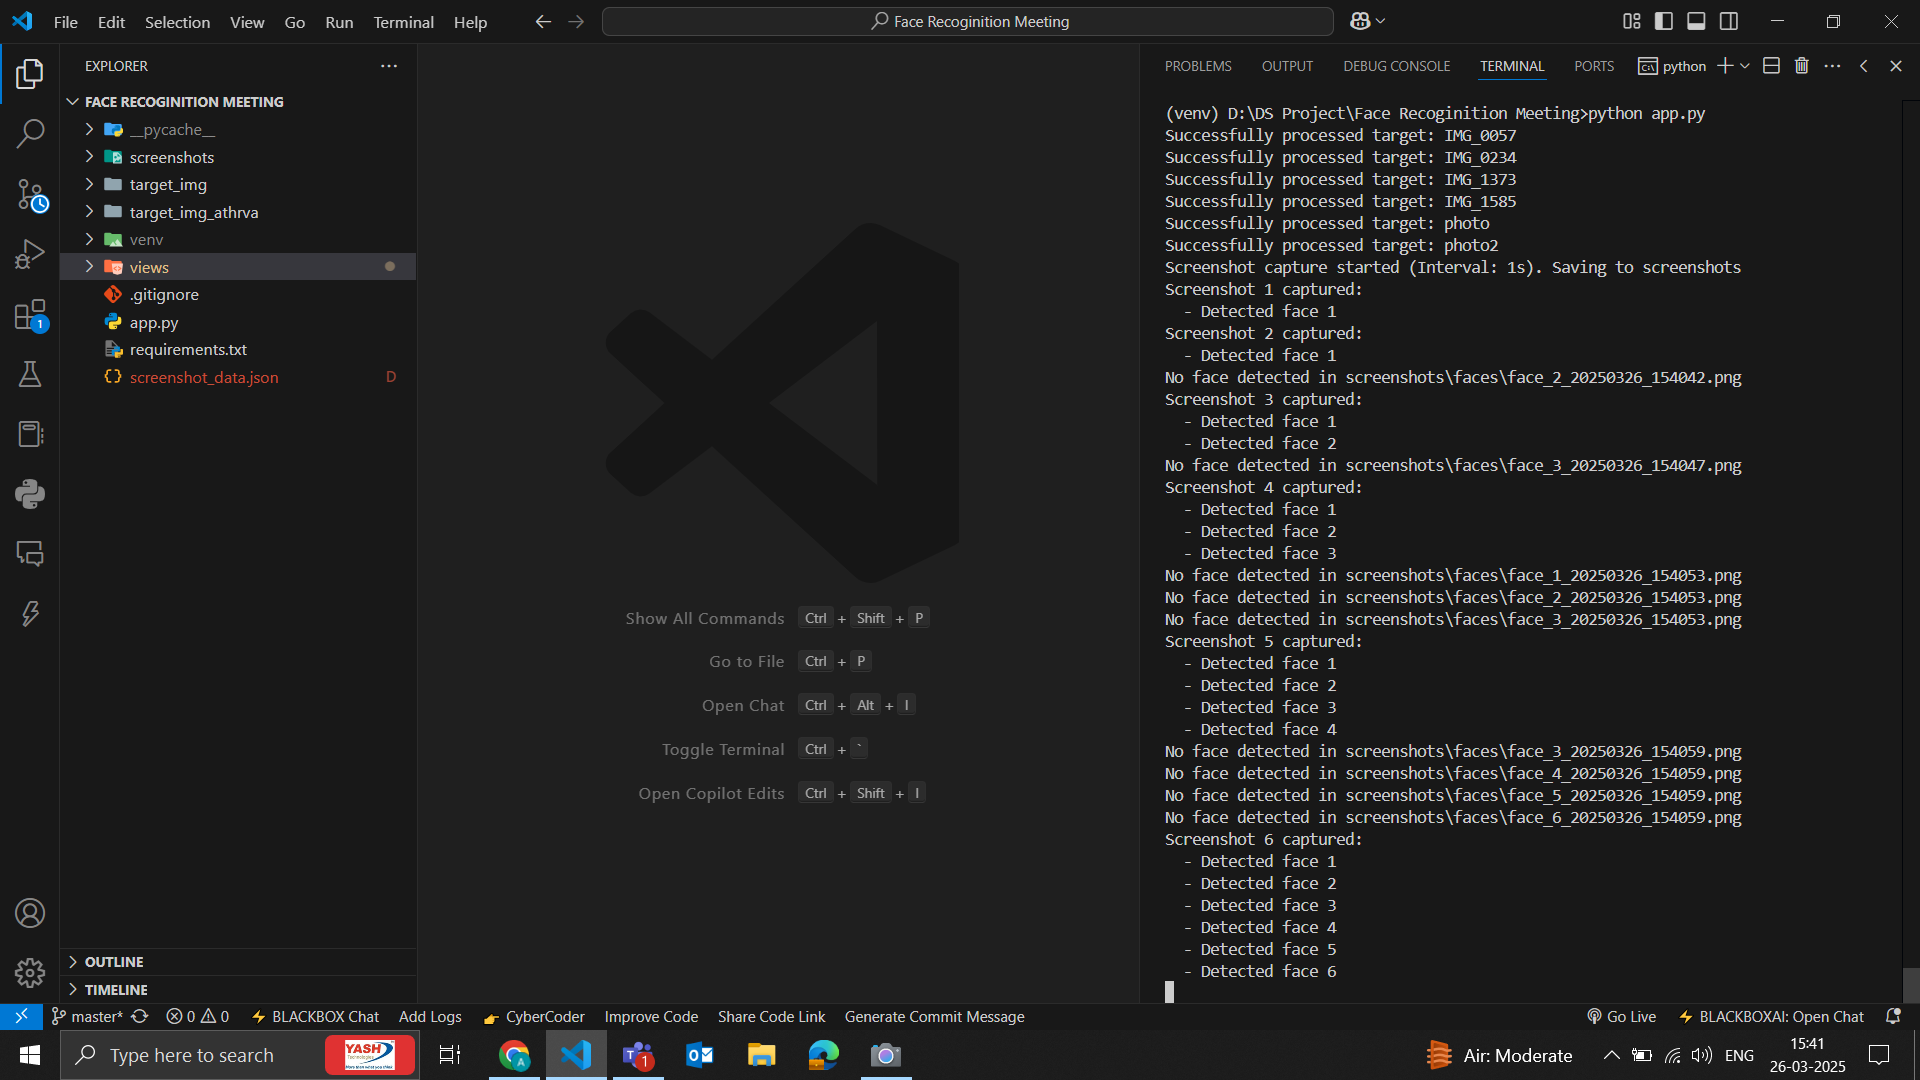 File Edit Selection View Go Run Terminal Help
Face Recoginition Meeting
EXPLORER
FACE RECOGINITION MEETING
__pycache__
screenshots
target_img
target_img_athrva
venv
views
.gitignore
app.py
requirements.txt
screenshot_data.json D
1
OUTLINE
TIMELINE
Show All Commands Ctrl + Shift + P
Go to File Ctrl + P
Open Chat Ctrl + Alt + I
Toggle Terminal Ctrl + `
Open Copilot Edits Ctrl + Shift + I
PROBLEMS OUTPUT DEBUG CONSOLE TERMINAL PORTS python
(venv) D:\DS Project\Face Recoginition Meeting>python app.py
Successfully processed target: IMG_0057
Successfully processed target: IMG_0234
Successfully processed target: IMG_1373
Successfully processed target: IMG_1585
Successfully processed target: photo
Successfully processed target: photo2
Screenshot capture started (Interval: 1s). Saving to screenshots
Screenshot 1 captured:
- Detected face 1
Screenshot 2 captured:
- Detected face 1
No face detected in screenshots\faces\face_2_20250326_154042.png
Screenshot 3 captured:
- Detected face 1
- Detected face 2
No face detected in screenshots\faces\face_3_20250326_154047.png
Screenshot 4 captured:
- Detected face 1
- Detected face 2
- Detected face 3
No face detected in screenshots\faces\face_1_20250326_154053.png
No face detected in screenshots\faces\face_2_20250326_154053.png
No face detected in screenshots\faces\face_3_20250326_154053.png
Screenshot 5 captured:
- Detected face 1
- Detected face 2
- Detected face 3
- Detected face 4
No face detected in screenshots\faces\face_3_20250326_154059.png
No face detected in screenshots\faces\face_4_20250326_154059.png
No face detected in screenshots\faces\face_5_20250326_154059.png
No face detected in screenshots\faces\face_6_20250326_154059.png
Screenshot 6 captured:
- Detected face 1
- Detected face 2
- Detected face 3
- Detected face 4
- Detected face 5
- Detected face 6
master* 0 0 BLACKBOX Chat Add Logs CyberCoder Improve Code Share Code Link Generate Commit Message Go Live BLACKBOXAI: Open Chat
Type here to search YASH Technologies 1 Air: Moderate ENG 15:41
26-03-2025